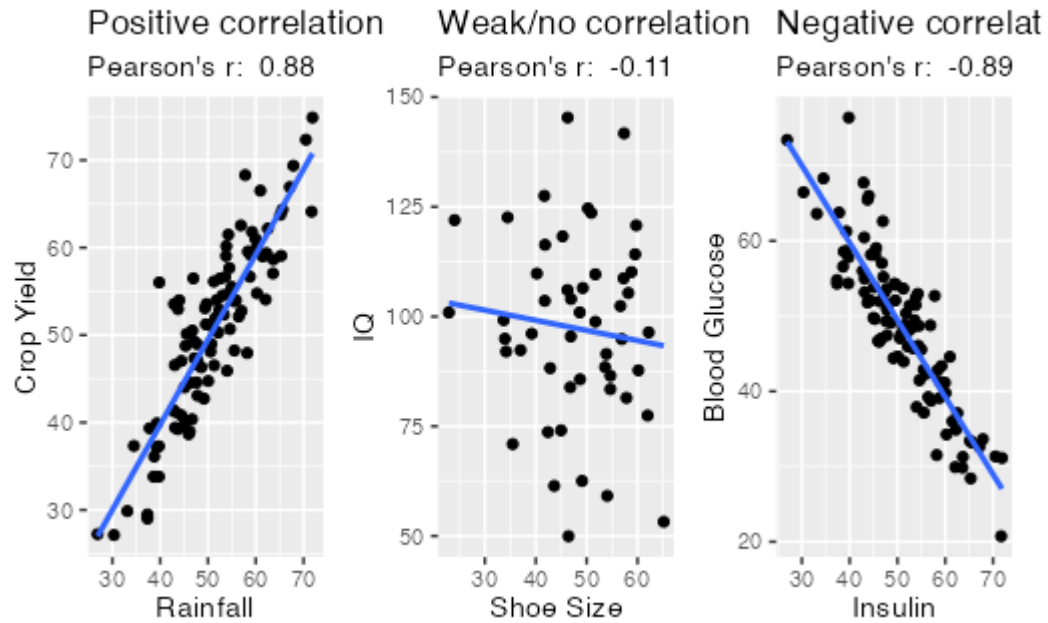 Positive correlation
Pearson's r: 0.88
70
60
50
40
30
Crop Yield
30 40 50 60 70
Rainfall
Weak/no correlation
Pearson's r: -0.11
150
125
100
75
50
IQ
30 40 50 60
Shoe Size
Negative correlat
Pearson's r: -0.89
60
40
20
Blood Glucose
30 40 50 60 70
Insulin